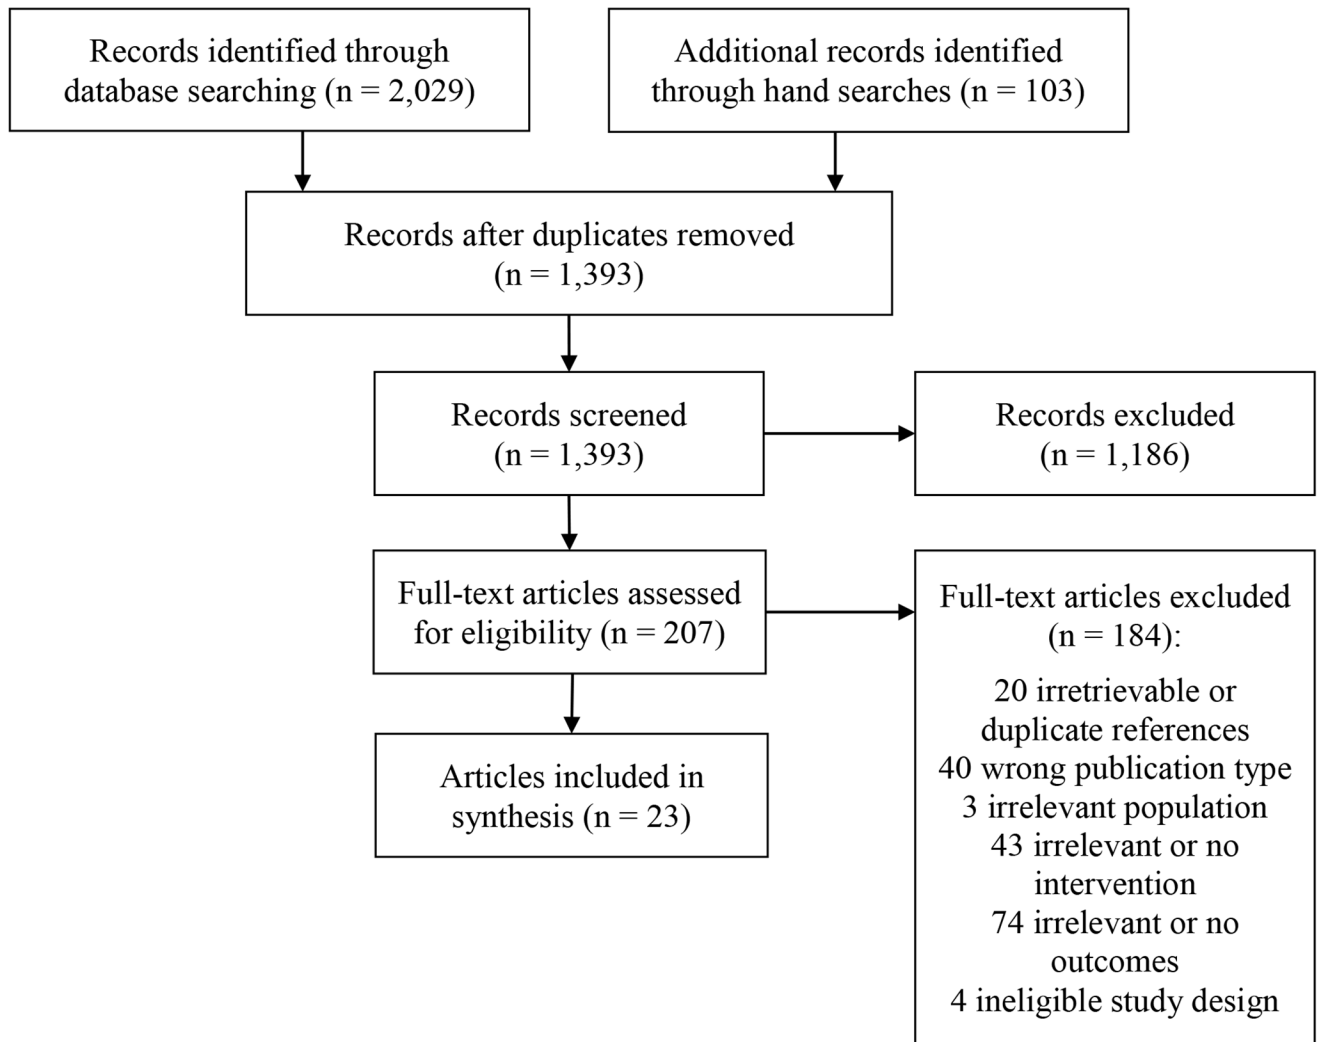 Records identified through
database searching (n = 2,029)
Additional records identified
through hand searches (n = 103)
Records after duplicates removed
(n = 1,393)
Records screened
(n = 1,393)
Records excluded
(n = 1,186)
Full-text articles assessed
for eligibility (n = 207)
Full-text articles excluded
(n = 184):
20 irretrievable or
duplicate references
40 wrong publication type
3 irrelevant population
43 irrelevant or no
intervention
74 irrelevant or no
outcomes
4 ineligible study design
Articles included in
synthesis (n = 23)